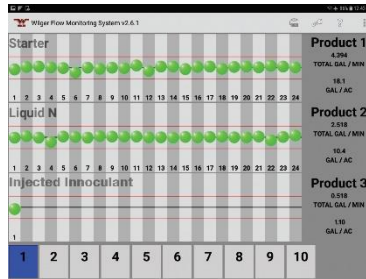 12:45
Wilger Flow Monitoring System v2.6.1
Starter
Product 1
4.294
TOTAL GAL / MIN
18.1
GAL / AC
1 2 3 4 5 6 7 8 9 10 11 12 13 14 15 16 17 18 19 20 21 22 23 24
Liquid N
Product 2
2.518
TOTAL GAL / MIN
10.4
GAL / AC
1 2 3 4 5 6 7 8 9 10 11 12 13 14 15 16 17 18 19 20 21 22 23 24
Injected Innoculant
Product 3
0.518
TOTAL GAL / MIN
1.10
GAL / AC
1
1 2 3 4 5 6 7 8 9 10